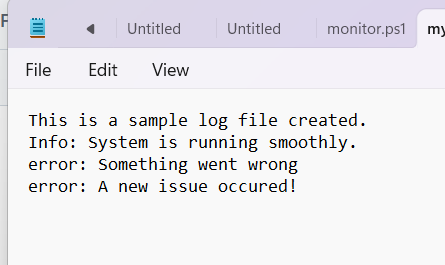 Untitled Untitled monitor.ps1 my
File Edit View
This is a sample log file created.
Info: System is running smoothly.
error: Something went wrong
error: A new issue occured!